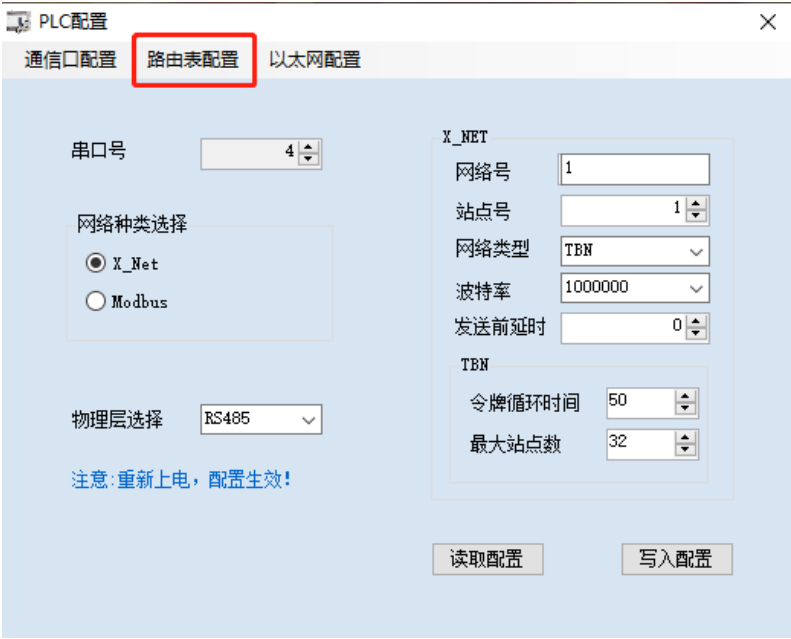 PLC配置
通信口配置 路由表配置 以太网配置
串口号 4
网络种类选择
X_Net
Modbus
物理层选择 RS485
注意:重新上电，配置生效!
X_NET
网络号 1
站点号 1
网络类型 TBN
波特率 1000000
发送前延时 0
TBN
令牌循环时间 50
最大站点数 32
读取配置 写入配置